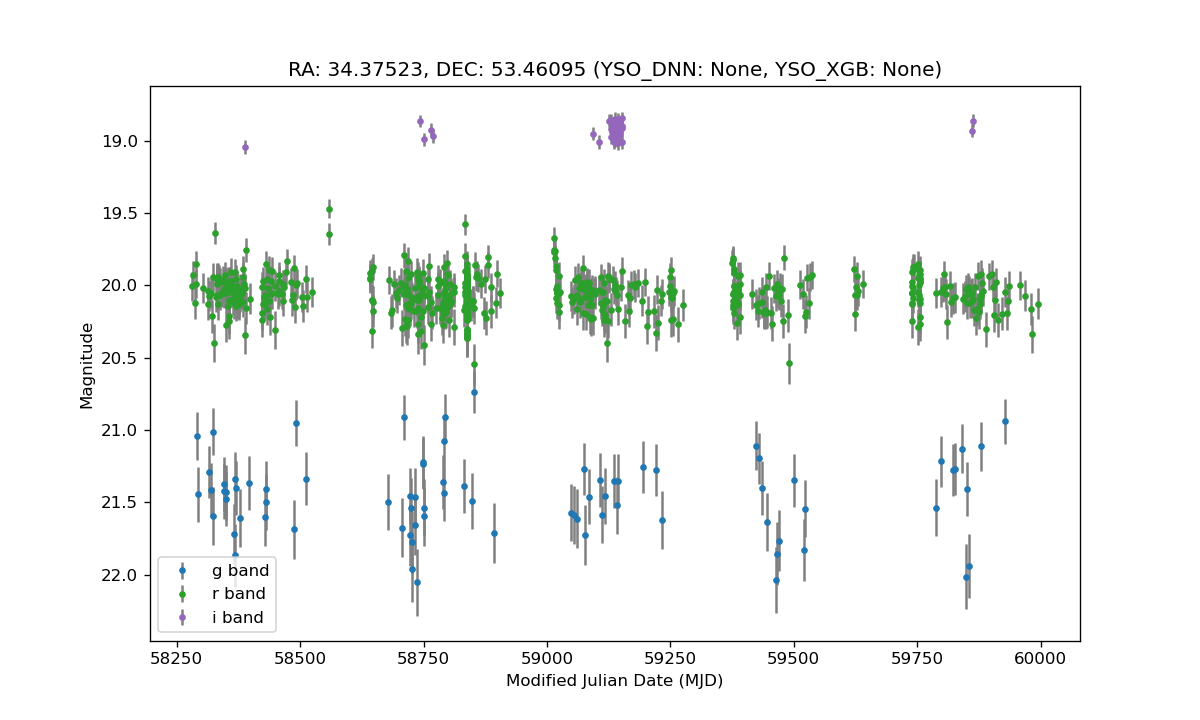 RA: 34.37523, DEC: 53.46095 (YSO_DNN: None, YSO_XGB: None)
Magnitude
19.0
19.5
20.0
20.5
21.0
21.5
22.0
g band
r band
i band
58250 58500 58750 59000 59250 59500 59750 60000
Modified Julian Date (MJD)